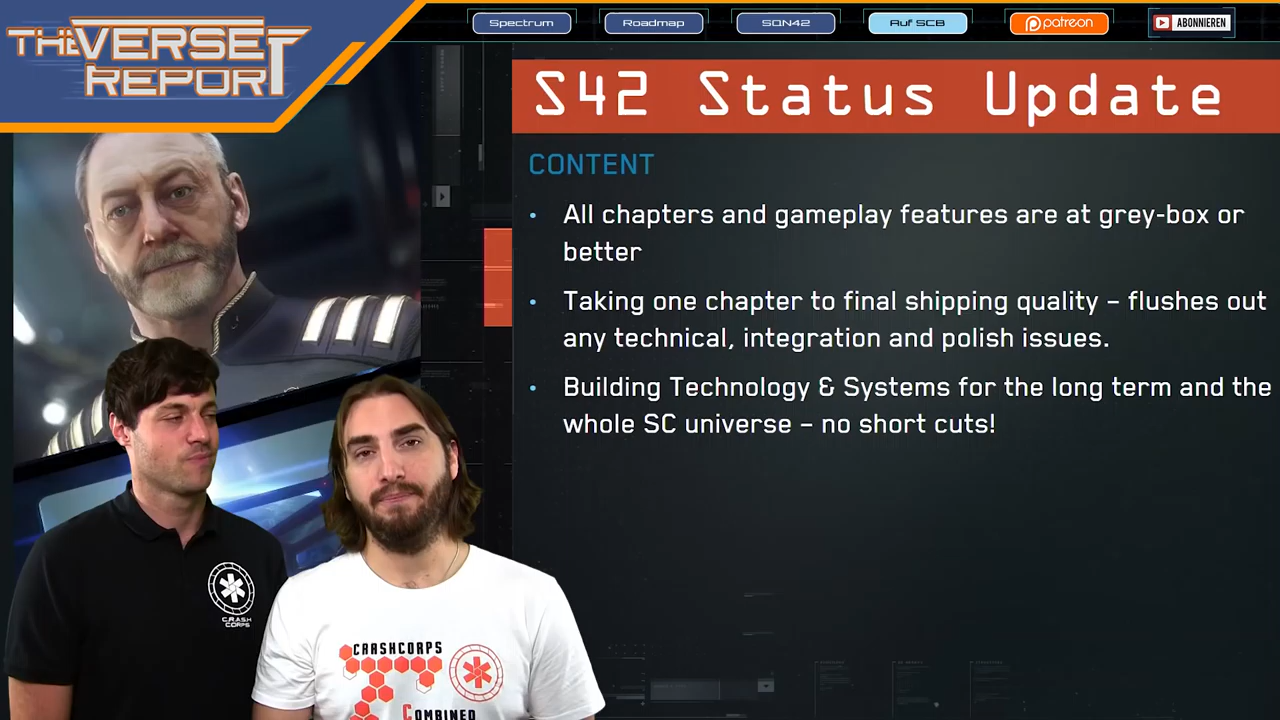 THE VERSE
REPORT
Spectrum
Roadmap
SQN42
Ruf SCB
patreon
ABONNIEREN
S42 Status Update
CONTENT
• All chapters and gameplay features are at grey-box or
better
• Taking one chapter to final shipping quality – flushes out
any technical, integration and polish issues.
• Building Technology & Systems for the long term and the
whole SC universe – no short cuts!
C.R.A.S.H.
CORPS
CRASHCORPS
COMBINED